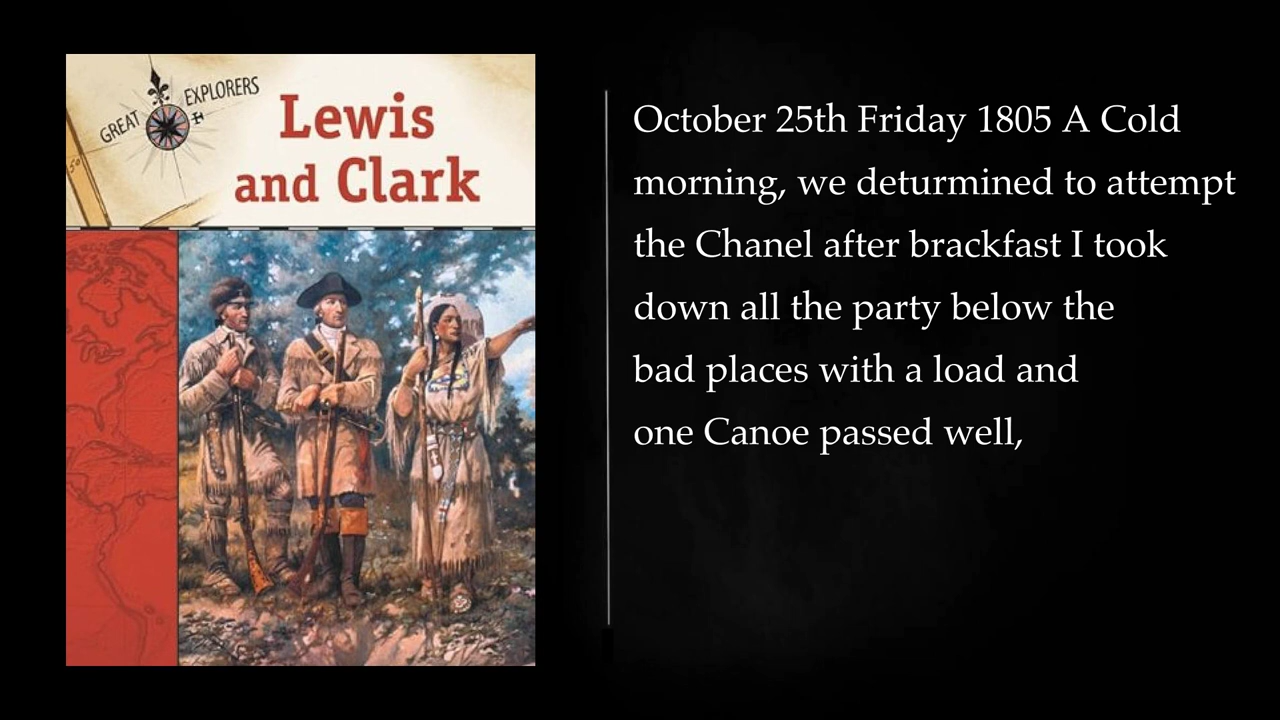 GREAT EXPLORERS
Lewis
and Clark
50
October 25th Friday 1805 A Cold
morning, we deturmined to attempt
the Chanel after brackfast I took
down all the party below the
bad places with a load and
one Canoe passed well,